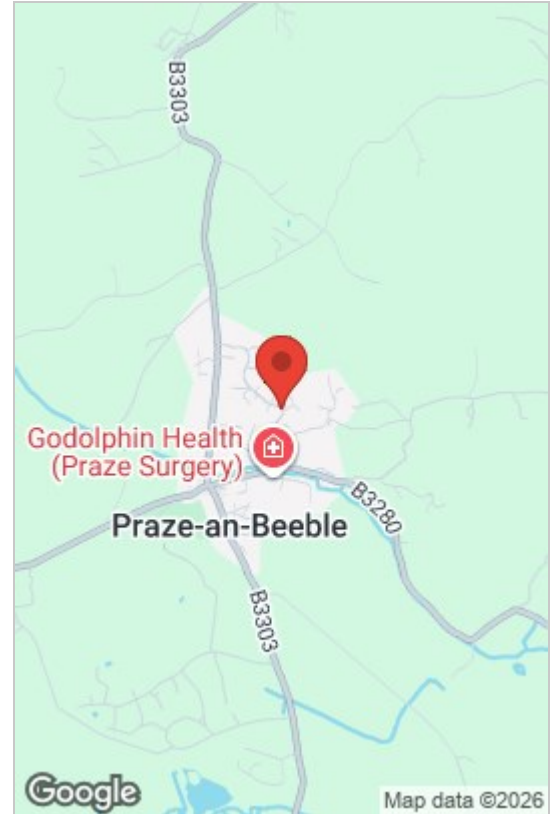 B3303
Godolphin Health
(Praze Surgery)
B3280
Praze-an-Beeble
B3303
Google
Map data ©2026